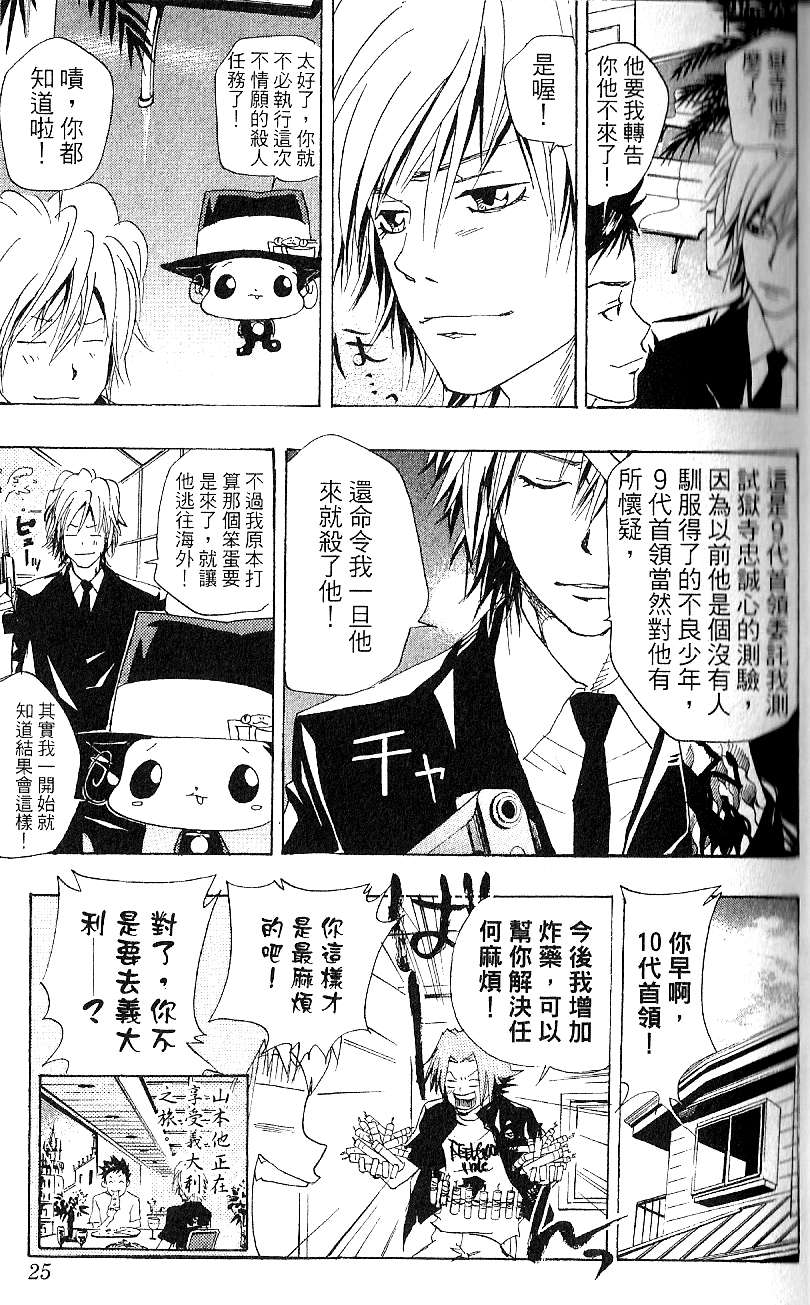 獄寺他怎
麼了?
他要我轉告
你他不來了!
是喔!
太好了,你就
不必執行這次
不情願的殺人
任務了!
嘖,你都
知道啦!
這是9代首領委託我測
試獄寺忠誠心的測驗,
因為以前他是個沒有人
馴服得了的不良少年,
9代首領當然對他有
所懷疑,
還命令我一旦他
來就殺了他!
チャ
不過我原本打
算那個笨蛋要
是來了,就讓
他逃往海外!
ピュー
其實我一開始就
知道結果會這樣!
你早啊,
10代首領!
今後我增加
炸藥,可以
幫你解決任
何麻煩!
你這樣才
是最麻煩
的吧!
對了,你不
是要去義大
利—?
山本他正在
享受義大利
之旅
25